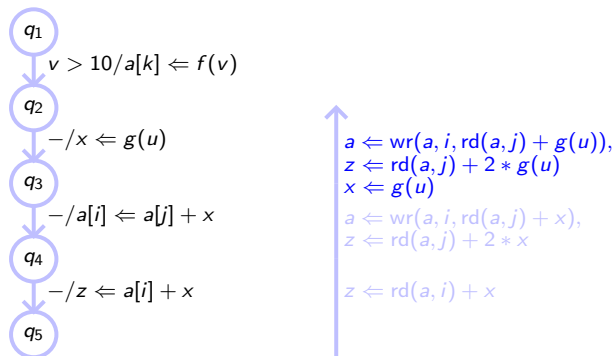 q₁
v > 10/a[k] ⇐ f(v)
q₂
−/x ⇐ g(u)
q₃
−/a[i] ⇐ a[j] + x
q₄
−/z ⇐ a[i] + x
q₅
a ⇐ wr(a, i, rd(a, j) + g(u)),
z ⇐ rd(a, j) + 2 ∗ g(u)
x ⇐ g(u)
a ⇐ wr(a, i, rd(a, j) + x),
z ⇐ rd(a, j) + 2 ∗ x
z ⇐ rd(a, i) + x